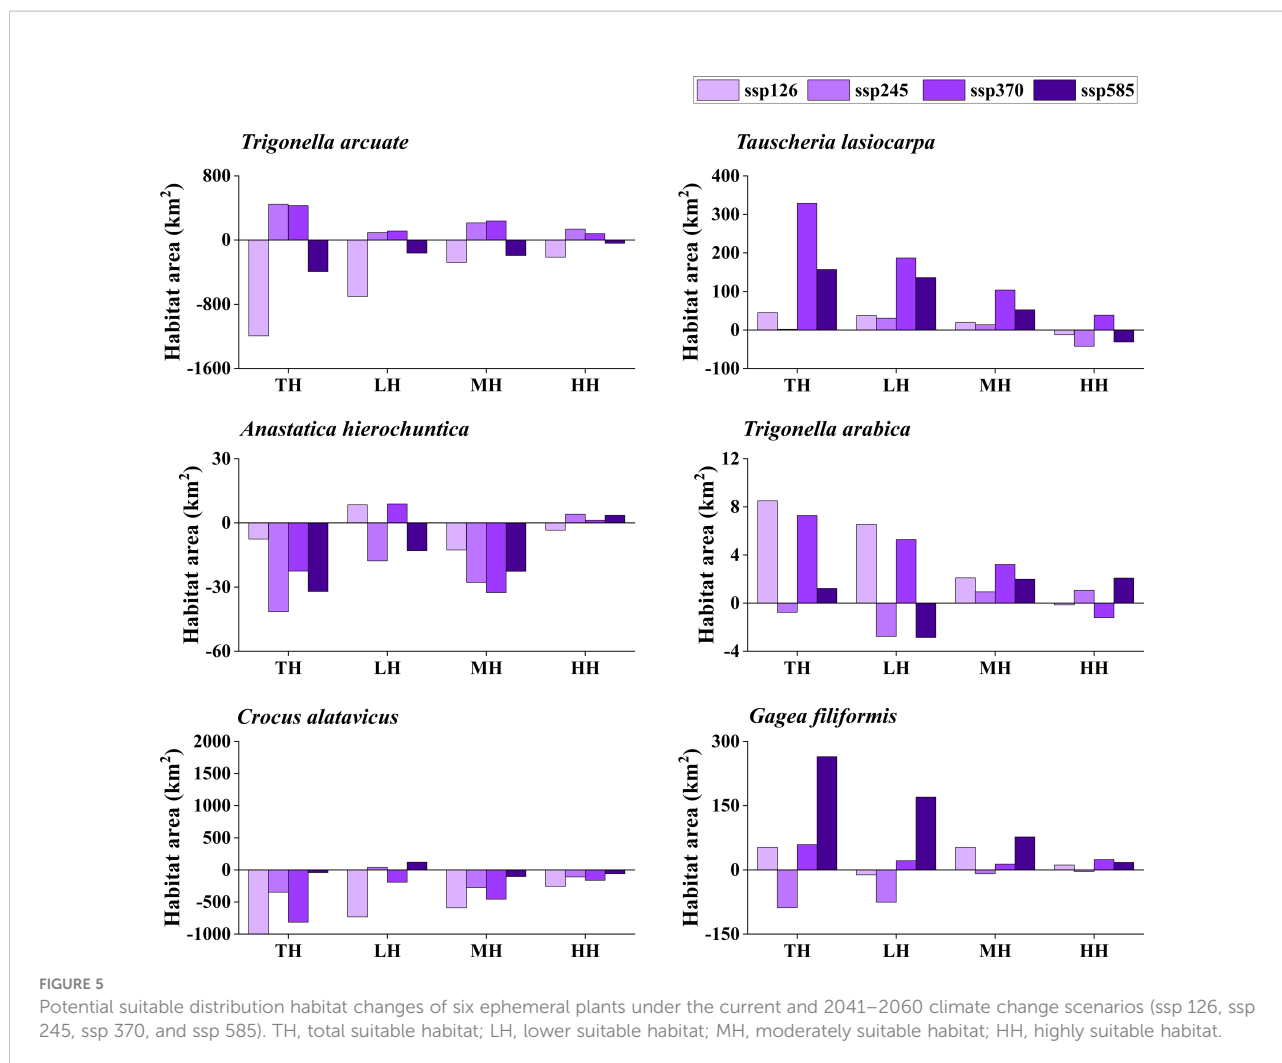 ssp126 ssp245 ssp370 ssp585
Trigonella arcuate
Habitat area (km²)
800
0
-800
-1600
TH LH MH HH
Tauscheria lasiocarpa
Habitat area (km²)
400
300
200
100
0
-100
TH LH MH HH
Anastatica hierochuntica
Habitat area (km²)
30
0
-30
-60
TH LH MH HH
Trigonella arabica
Habitat area (km²)
12
8
4
0
-4
TH LH MH HH
Crocus alatavicus
Habitat area (km²)
2000
1500
1000
500
0
-500
-1000
TH LH MH HH
Gagea filiformis
Habitat area (km²)
300
150
0
-150
TH LH MH HH
FIGURE 5
Potential suitable distribution habitat changes of six ephemeral plants under the current and 2041–2060 climate change scenarios (ssp 126, ssp
245, ssp 370, and ssp 585). TH, total suitable habitat; LH, lower suitable habitat; MH, moderately suitable habitat; HH, highly suitable habitat.